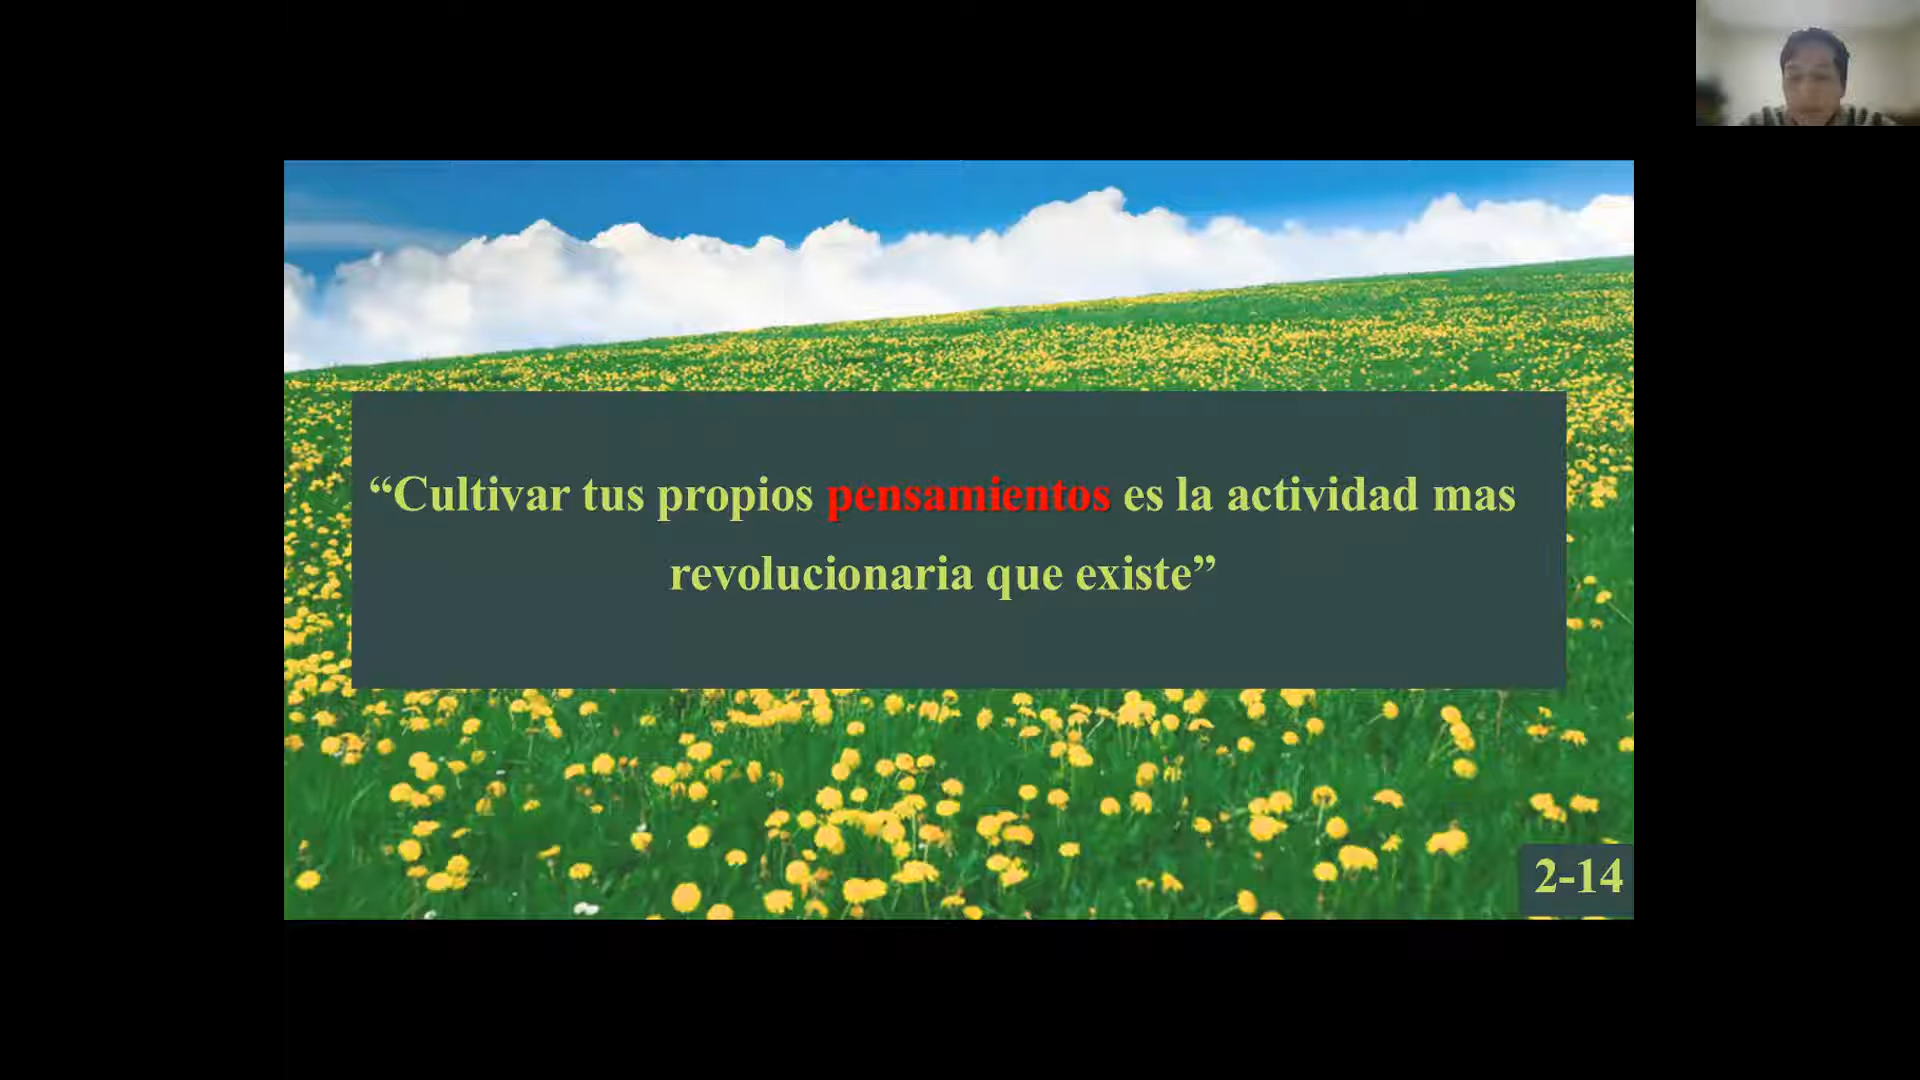 “Cultivar tus propios pensamientos es la actividad mas
revolucionaria que existe”
2-14